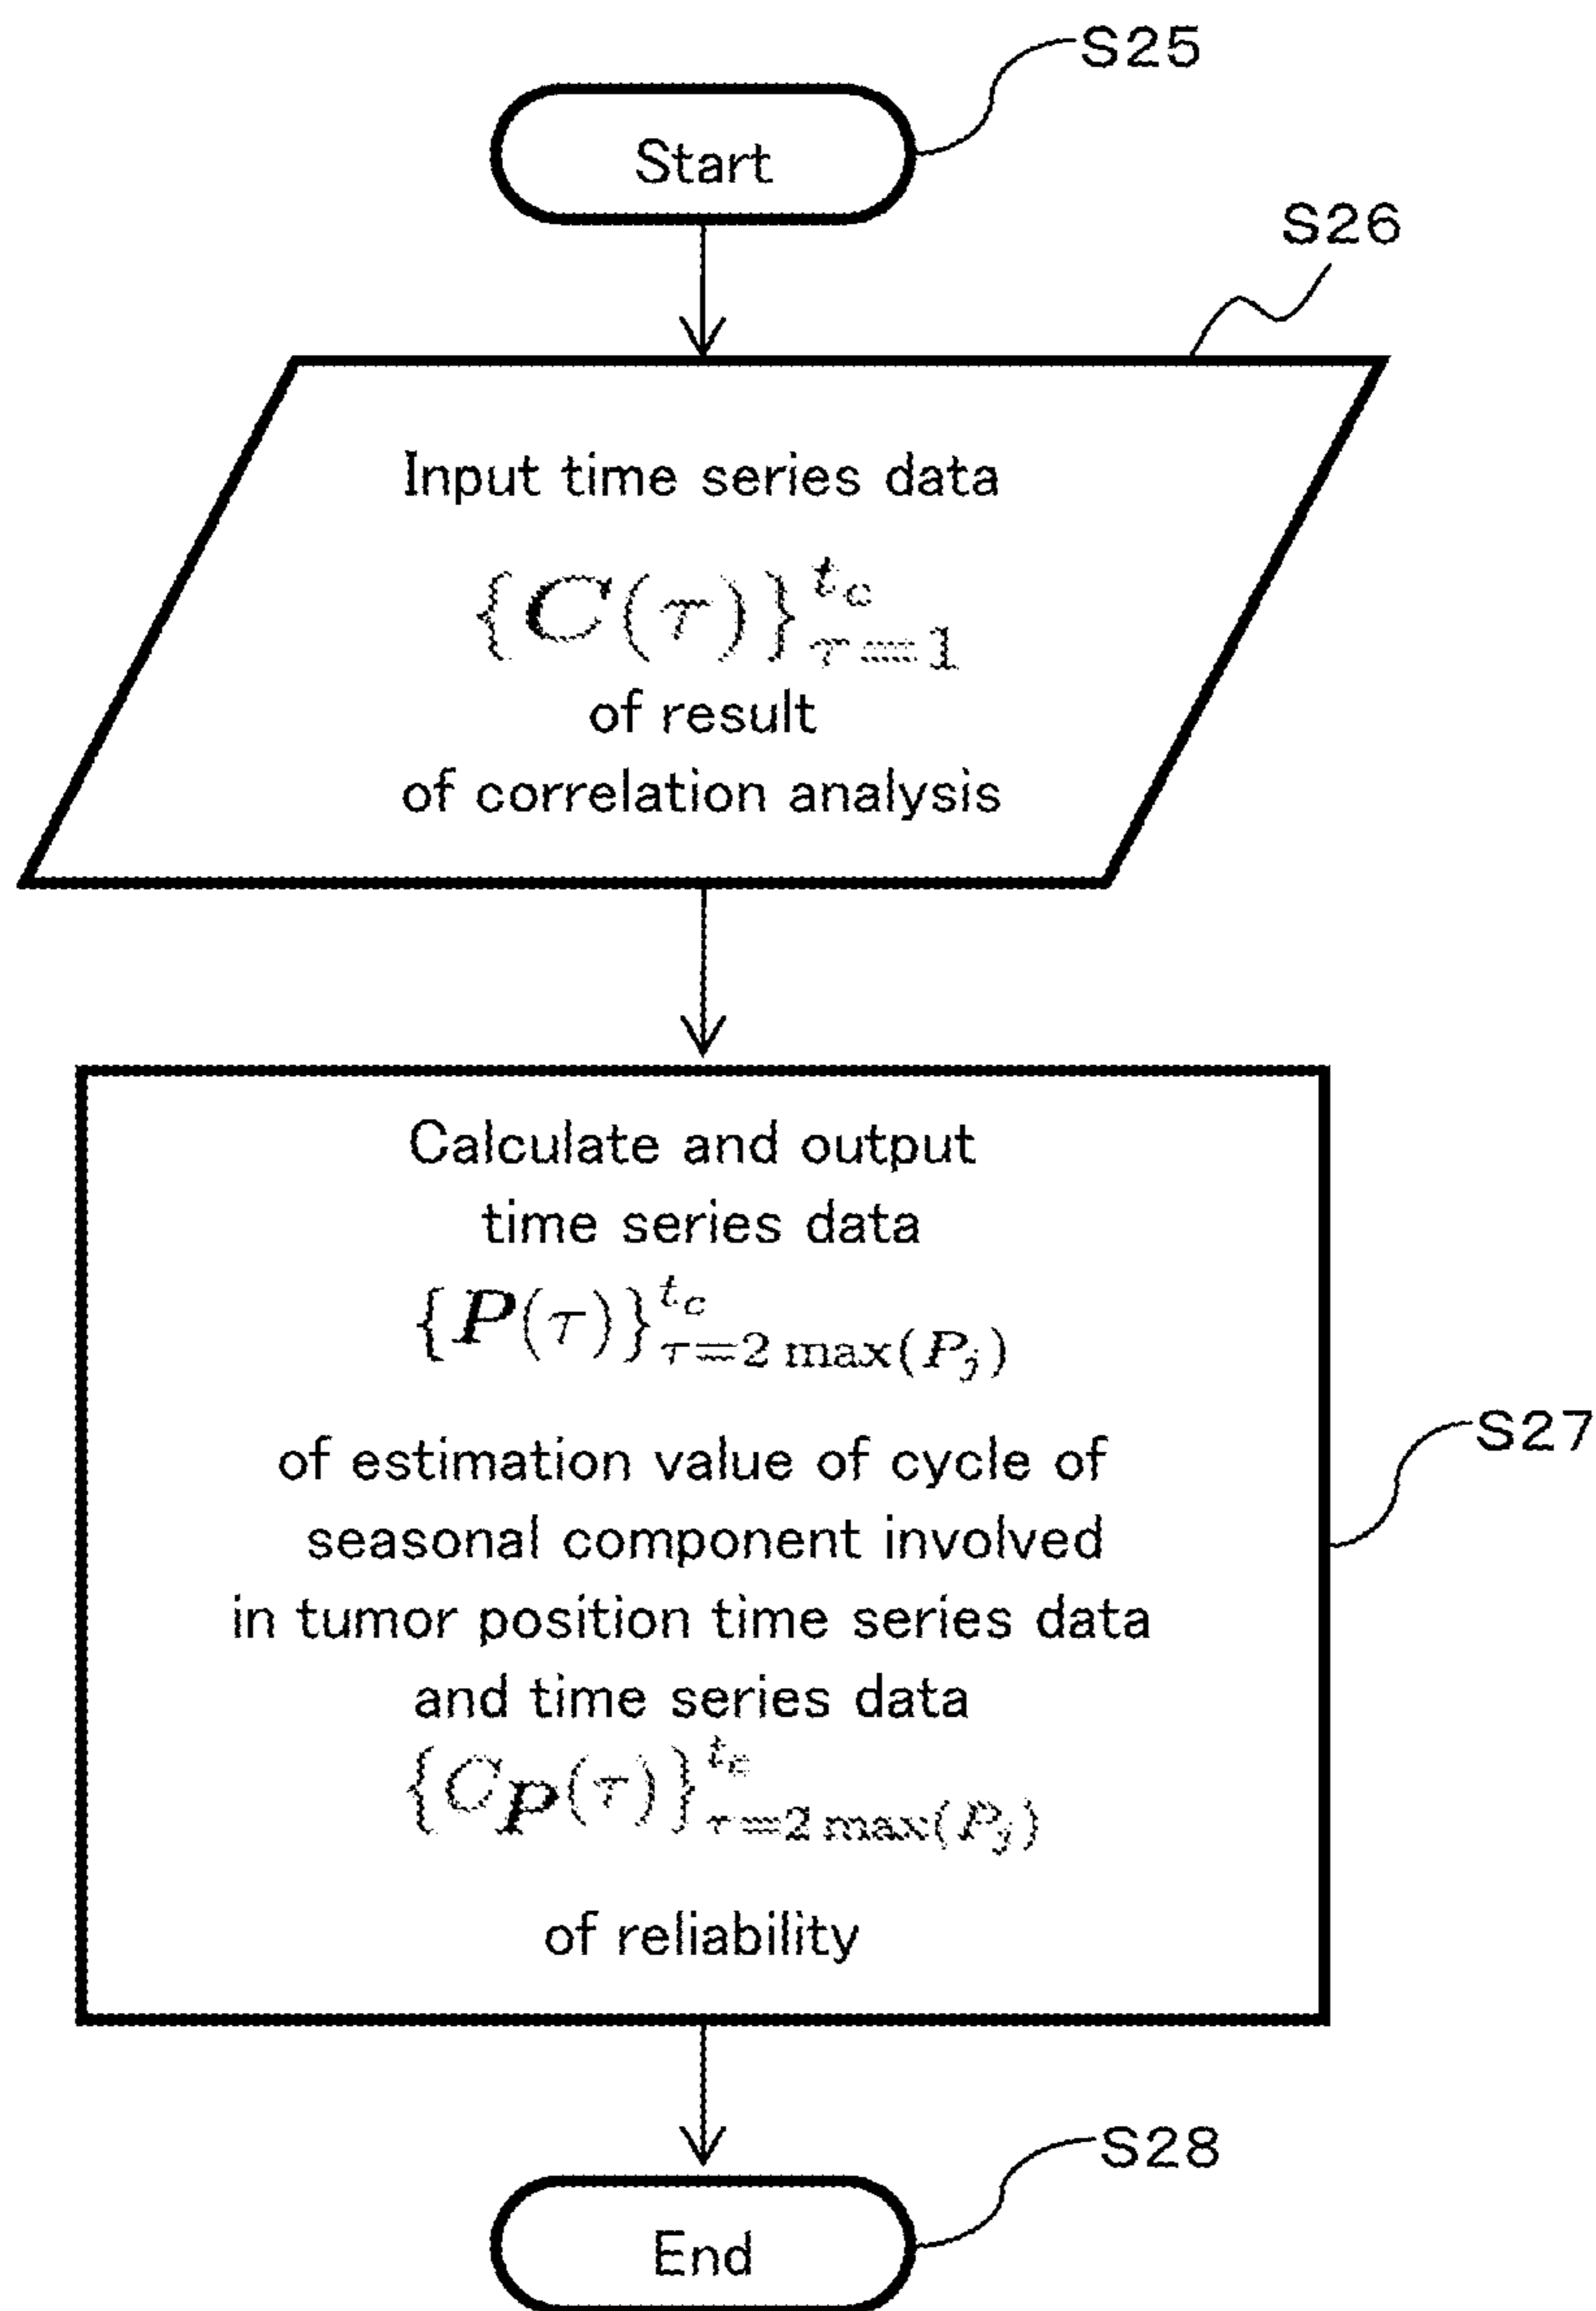 S25
Start
S26
Input time series data
{C(τ)}_{τ=1}^{t_c}
of result
of correlation analysis
Calculate and output
time series data
{P(τ)}_{τ=2 max(P_j)}^{t_c}
of estimation value of cycle of
S27
seasonal component involved
in tumor position time series data
and time series data
{C_P(τ)}_{τ=2 max(P_j)}^{t_c}
of reliability
S28
End